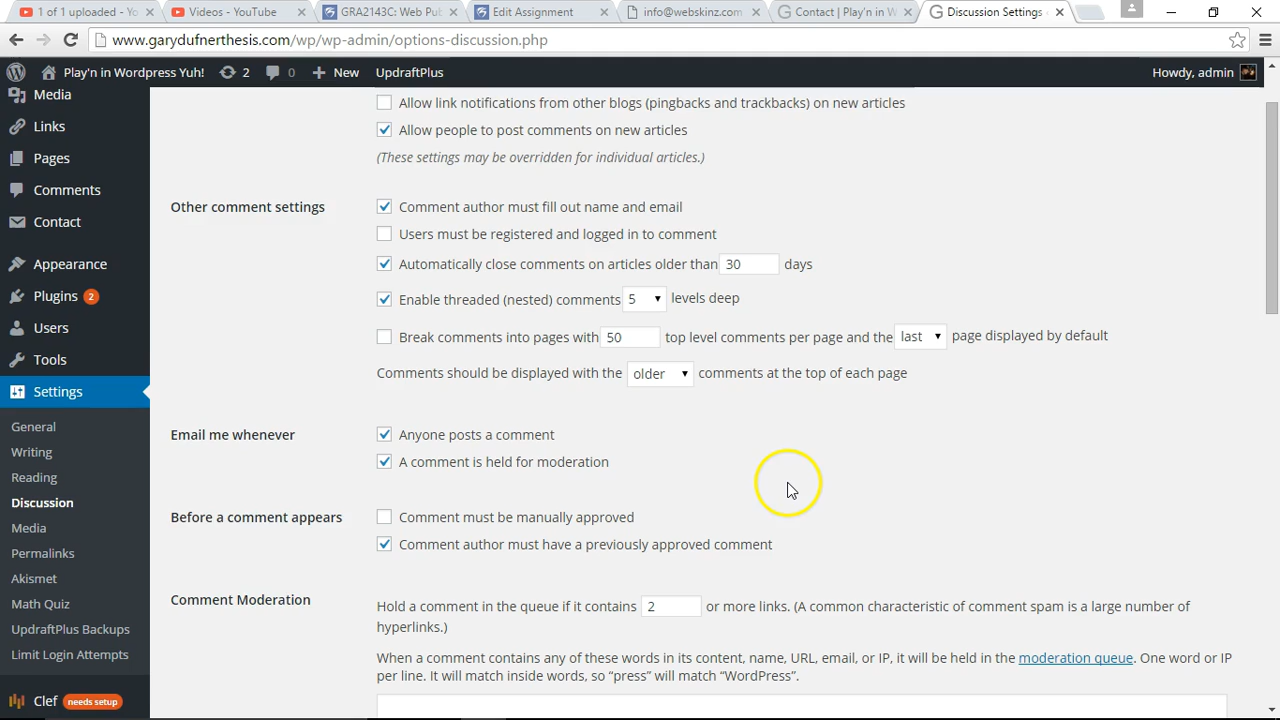 1 of 1 uploaded - Yo
Videos - YouTube
GRA2143C: Web Pub
Edit Assignment
info@webskinz.com
Contact | Play'n in W
Discussion Settings
www.garydufnerthesis.com/wp/wp-admin/options-discussion.php
Play'n in Wordpress Yuh!
2
0
New
UpdraftPlus
Howdy, admin
Media
Links
Pages
Comments
Contact
Appearance
Plugins 2
Users
Tools
Settings
General
Writing
Reading
Discussion
Media
Permalinks
Akismet
Math Quiz
UpdraftPlus Backups
Limit Login Attempts
Clef needs setup
Allow link notifications from other blogs (pingbacks and trackbacks) on new articles
Allow people to post comments on new articles
(These settings may be overridden for individual articles.)
Other comment settings
Comment author must fill out name and email
Users must be registered and logged in to comment
Automatically close comments on articles older than 30 days
Enable threaded (nested) comments 5 levels deep
Break comments into pages with 50 top level comments per page and the last page displayed by default
Comments should be displayed with the older comments at the top of each page
Email me whenever
Anyone posts a comment
A comment is held for moderation
Before a comment appears
Comment must be manually approved
Comment author must have a previously approved comment
Comment Moderation
Hold a comment in the queue if it contains 2 or more links. (A common characteristic of comment spam is a large number of
hyperlinks.)
When a comment contains any of these words in its content, name, URL, email, or IP, it will be held in the moderation queue. One word or IP
per line. It will match inside words, so “press” will match “WordPress”.